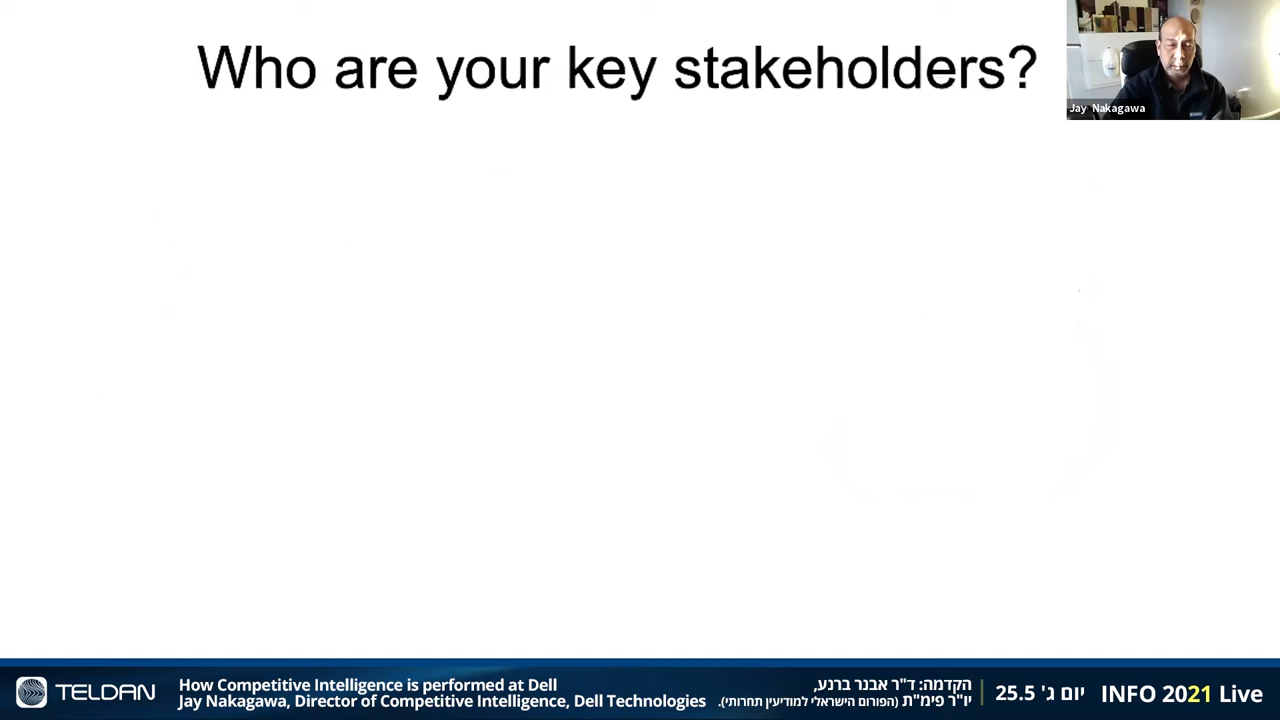 Who are your key stakeholders?
Jay Nakagawa
TELDAN
How Competitive Intelligence is performed at Dell
Jay Nakagawa, Director of Competitive Intelligence, Dell Technologies
הקדמה: ד"ר אבנר ברנע,
יו"ר פימ"ת (הפורום הישראלי למודיעין תחרותי).
יום ג' 25.5
INFO 2021 Live